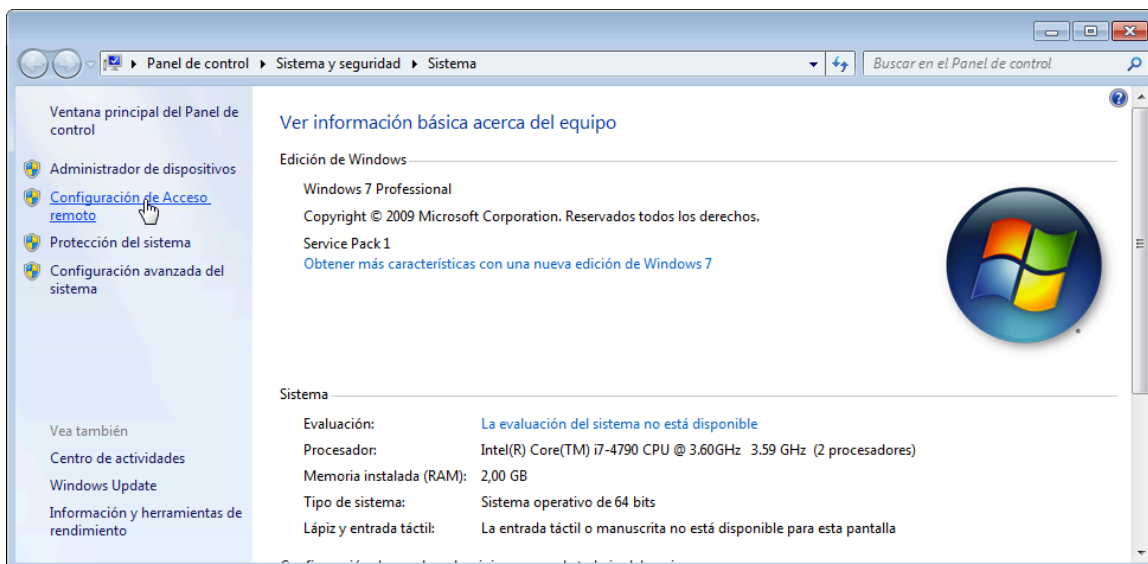 Panel de control ▸ Sistema y seguridad ▸ Sistema
Buscar en el Panel de control
Ventana principal del Panel de
control
Administrador de dispositivos
Configuración de Acceso
remoto
Protección del sistema
Configuración avanzada del
sistema
Vea también
Centro de actividades
Windows Update
Información y herramientas de
rendimiento
Ver información básica acerca del equipo
Edición de Windows
Windows 7 Professional
Copyright © 2009 Microsoft Corporation. Reservados todos los derechos.
Service Pack 1
Obtener más características con una nueva edición de Windows 7
Sistema
Evaluación: La evaluación del sistema no está disponible
Procesador: Intel(R) Core(TM) i7-4790 CPU @ 3.60GHz 3.59 GHz (2 procesadores)
Memoria instalada (RAM): 2,00 GB
Tipo de sistema: Sistema operativo de 64 bits
Lápiz y entrada táctil: La entrada táctil o manuscrita no está disponible para esta pantalla